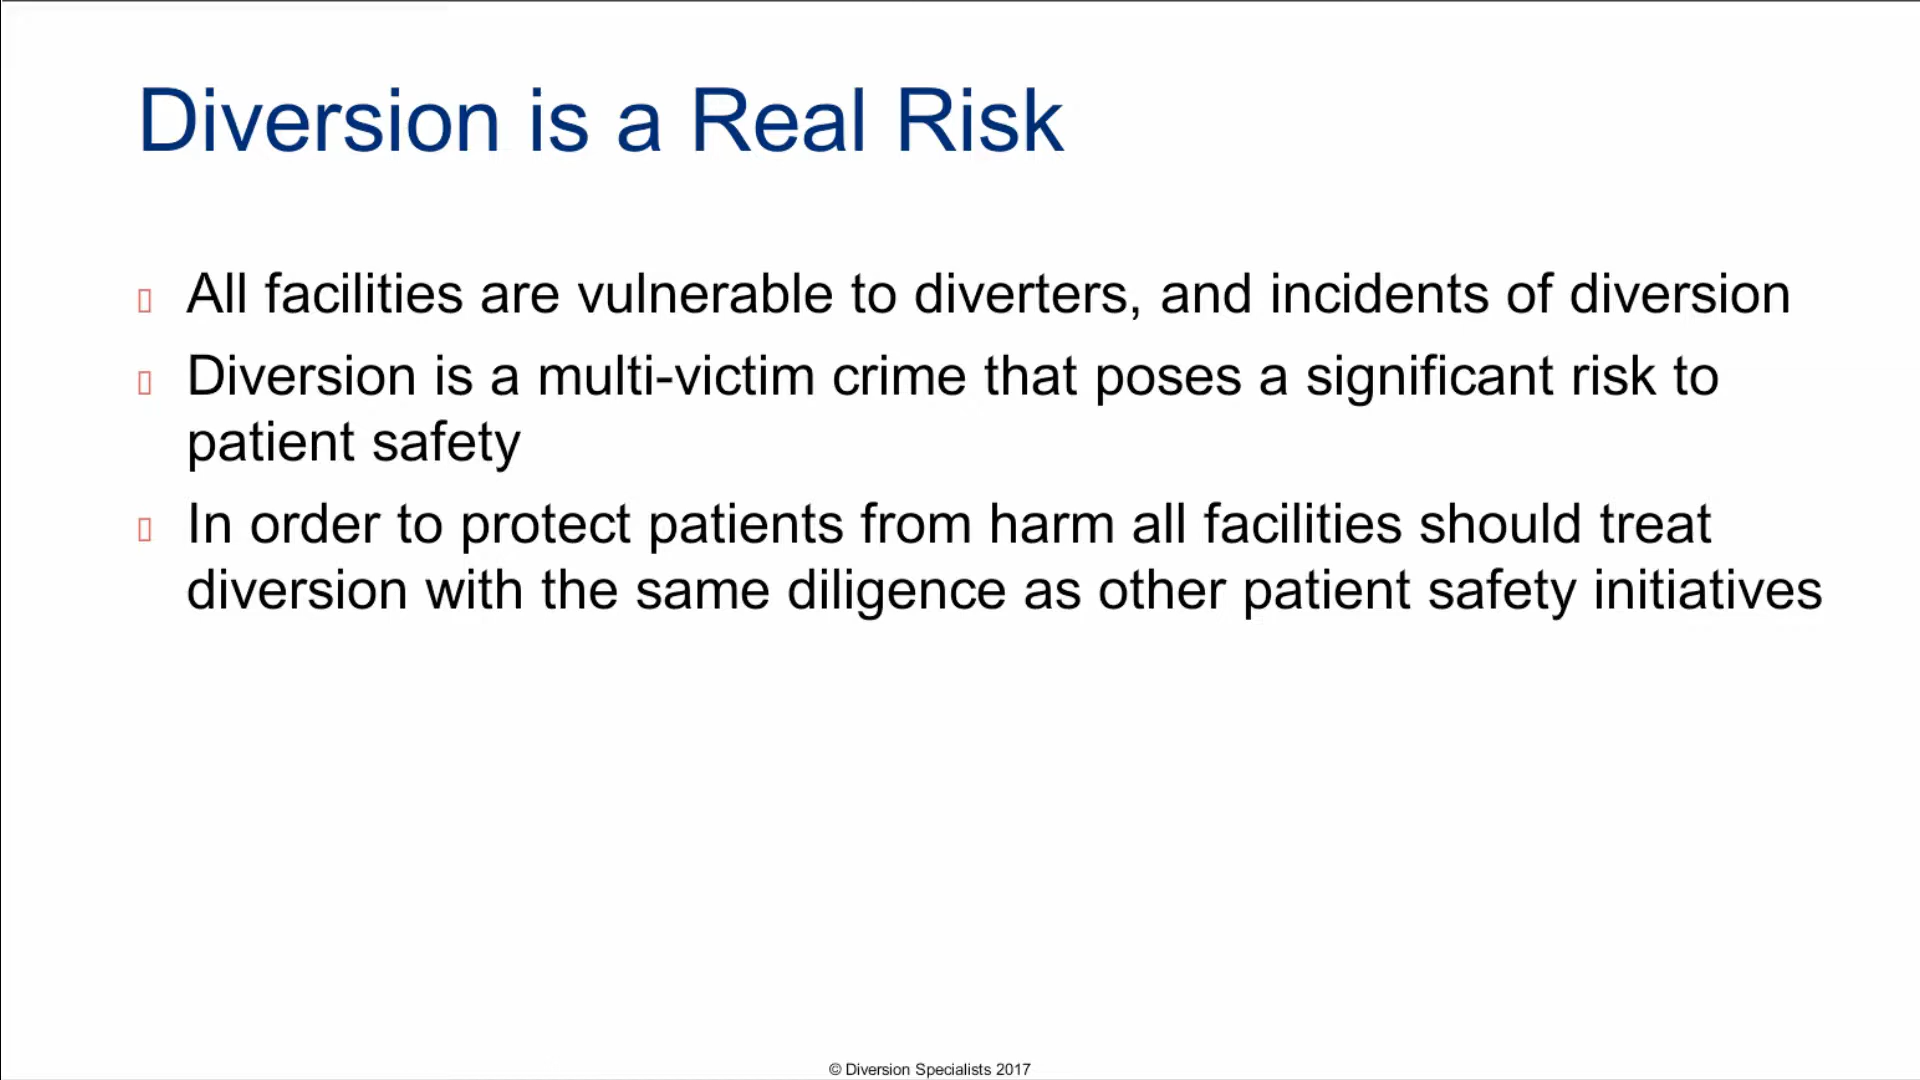 Diversion is a Real Risk
All facilities are vulnerable to diverters, and incidents of diversion
Diversion is a multi-victim crime that poses a significant risk to
patient safety
In order to protect patients from harm all facilities should treat
diversion with the same diligence as other patient safety initiatives
© Diversion Specialists 2017